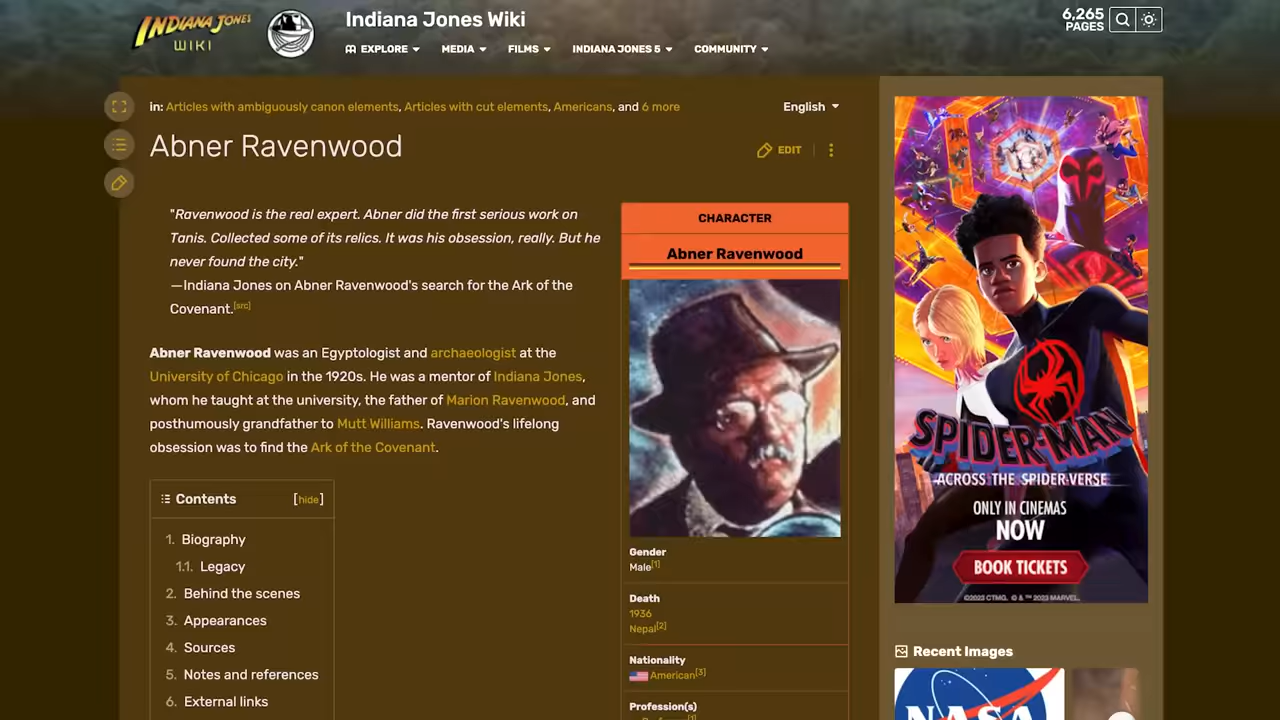 INDIANA JONES
WIKI
Indiana Jones Wiki
EXPLORE
MEDIA
FILMS
INDIANA JONES 5
COMMUNITY
6,265
PAGES
in: Articles with ambiguously canon elements, Articles with cut elements, Americans, and 6 more
English
Abner Ravenwood
EDIT
"Ravenwood is the real expert. Abner did the first serious work on
Tanis. Collected some of its relics. It was his obsession, really. But he
never found the city."
—Indiana Jones on Abner Ravenwood's search for the Ark of the
Covenant.[src]
Abner Ravenwood was an Egyptologist and archaeologist at the
University of Chicago in the 1920s. He was a mentor of Indiana Jones,
whom he taught at the university, the father of Marion Ravenwood, and
posthumously grandfather to Mutt Williams. Ravenwood's lifelong
obsession was to find the Ark of the Covenant.
Contents [hide]
1. Biography
1.1. Legacy
2. Behind the scenes
3. Appearances
4. Sources
5. Notes and references
6. External links
CHARACTER
Abner Ravenwood
Gender
Male[1]
Death
1936
Nepal[2]
Nationality
American[3]
Profession(s)
SPIDER-MAN
ACROSS THE SPIDER-VERSE
ONLY IN CINEMAS
NOW
BOOK TICKETS
©2023 CTMG. © & ™ 2023 MARVEL.
Recent Images
NASA